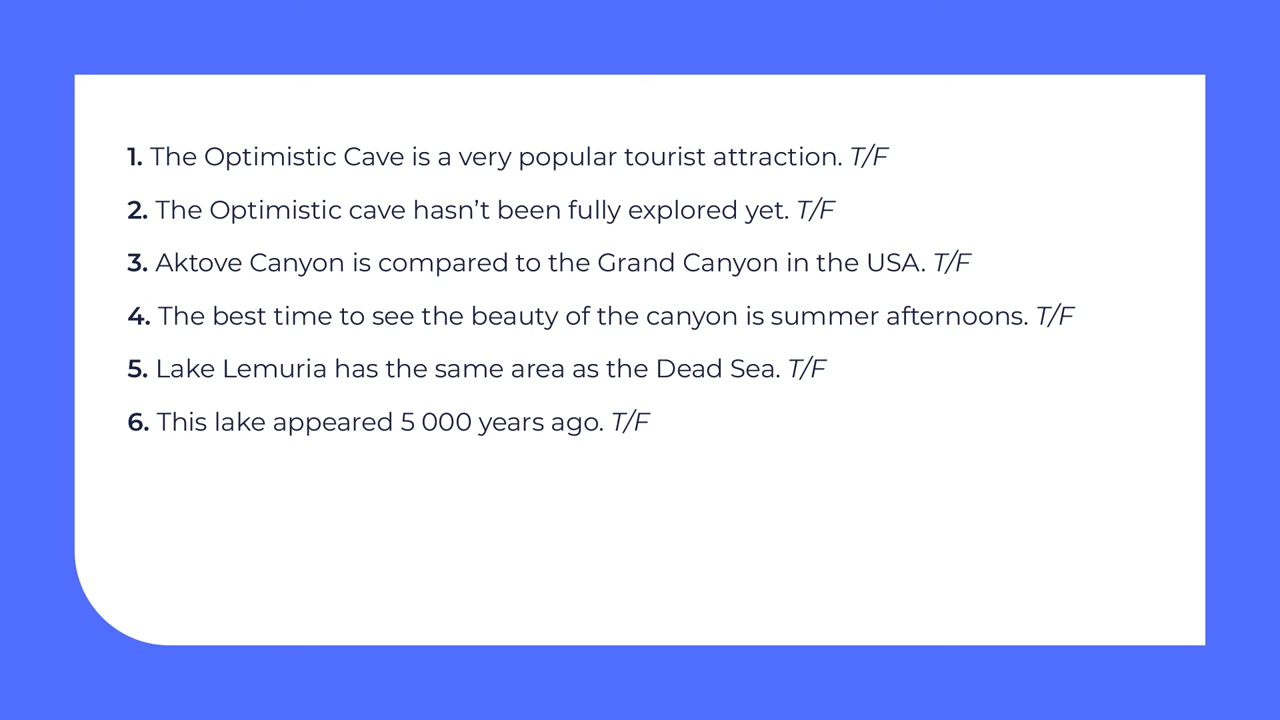 1. The Optimistic Cave is a very popular tourist attraction. T/F
2. The Optimistic cave hasn’t been fully explored yet. T/F
3. Aktove Canyon is compared to the Grand Canyon in the USA. T/F
4. The best time to see the beauty of the canyon is summer afternoons. T/F
5. Lake Lemuria has the same area as the Dead Sea. T/F
6. This lake appeared 5 000 years ago. T/F